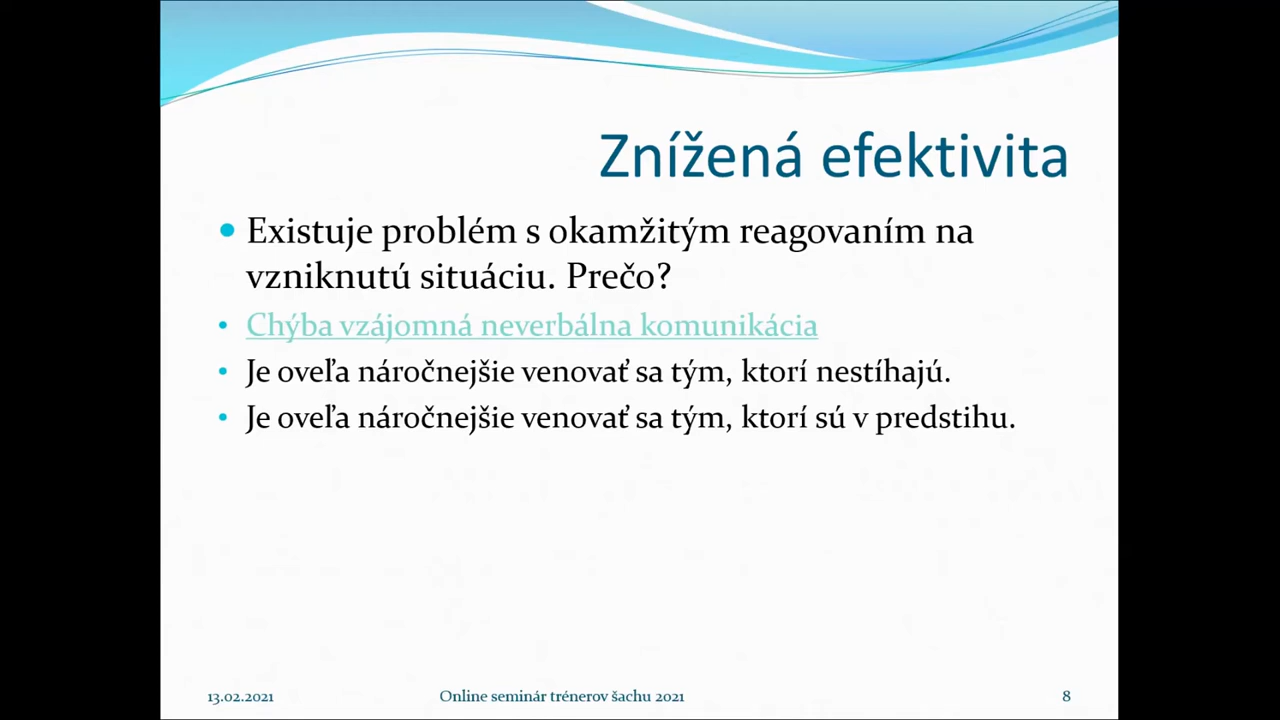 Znížená efektivita
Existuje problém s okamžitým reagovaním na
vzniknutú situáciu. Prečo?
Chýba vzájomná neverbálna komunikácia
Je oveľa náročnejšie venovať sa tým, ktorí nestíhajú.
Je oveľa náročnejšie venovať sa tým, ktorí sú v predstihu.
13.02.2021
Online seminár trénerov šachu 2021
8